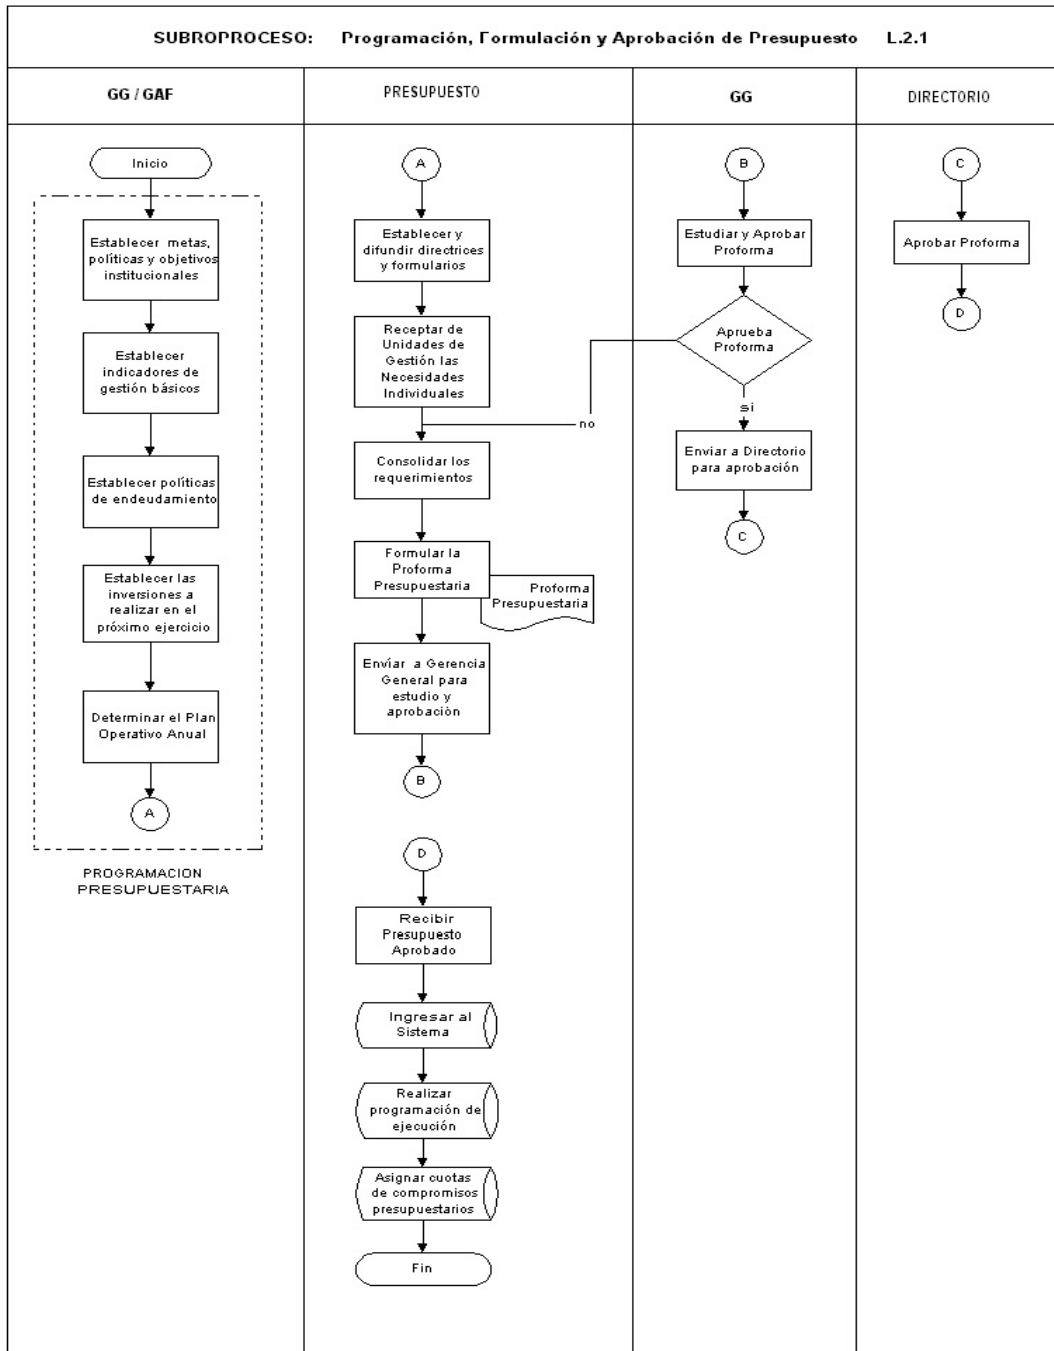 SUBROPROCESO: Programación, Formulación y Aprobación de Presupuesto L.2.1
GG / GAF
PRESUPUESTO
GG
DIRECTORIO
Inicio
Establecer metas,
políticas y objetivos
institucionales
Establecer
indicadores de
gestión básicos
Establecer políticas
de endeudamiento
Establecer las
inversiones a
realizar en el
próximo ejercicio
Determinar el Plan
Operativo Anual
A
PROGRAMACION
PRESUPUESTARIA
A
Establecer y
difundir directrices
y formularios
Receptar de
Unidades de
Gestión las
Necesidades
Individuales
no
Consolidar los
requerimientos
Formular la
Proforma
Presupuestaria
Proforma
Presupuestaria
Envíar a Gerencia
General para
estudio y
aprobación
B
D
Recibir
Presupuesto
Aprobado
Ingresar al
Sistema
Realizar
programación de
ejecución
Asignar cuotas
de compromisos
presupuestarios
Fin
B
Estudiar y Aprobar
Proforma
Aprueba
Proforma
si
Enviar a Directorio
para aprobación
C
C
Aprobar Proforma
D